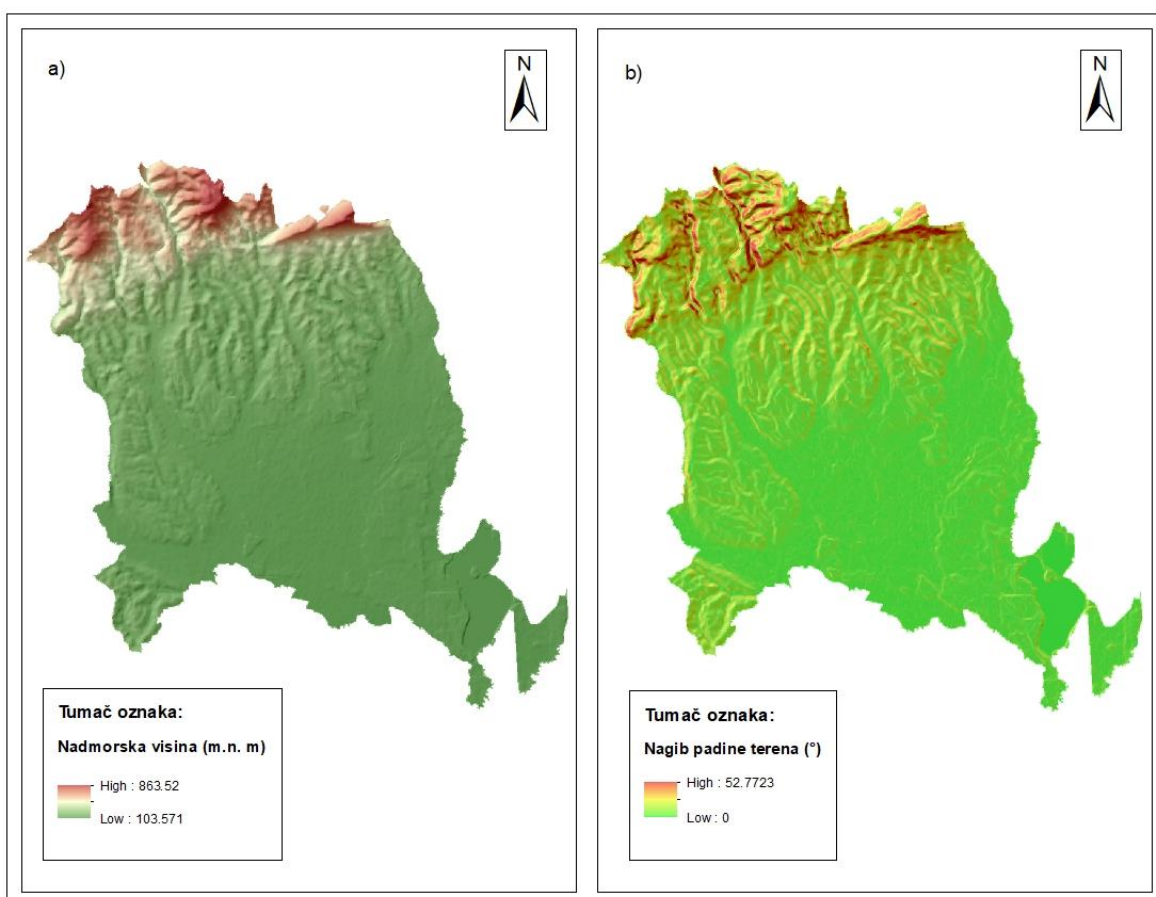 a)
N
Tumač oznaka:
Nadmorska visina (m.n. m)
High : 863.52
Low : 103.571
b)
N
Tumač oznaka:
Nagib padine terena (°)
High : 52.7723
Low : 0